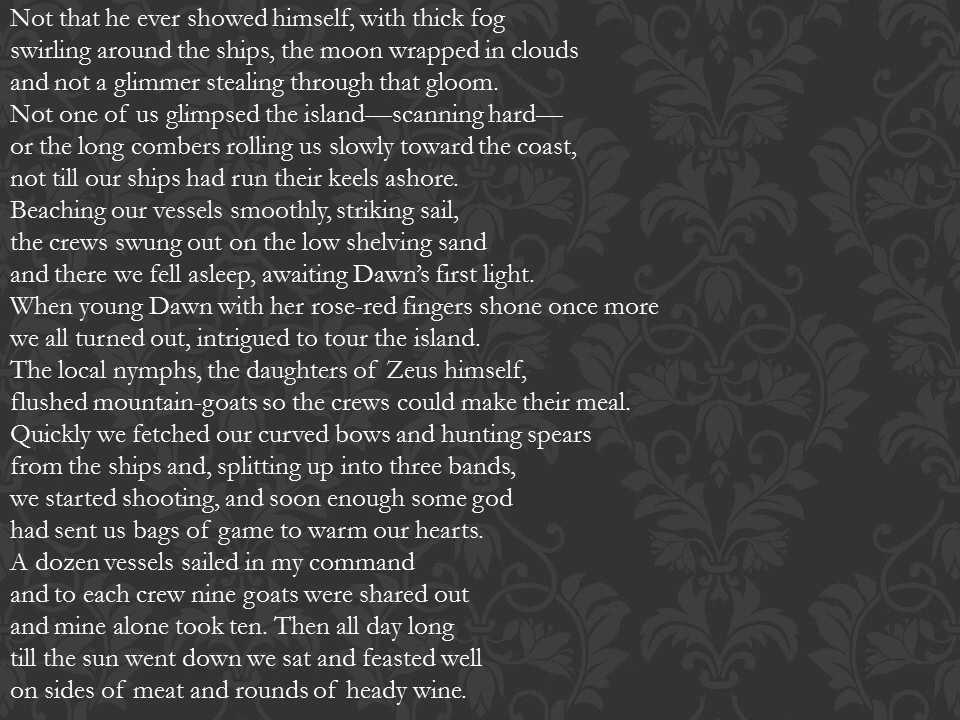 Not that he ever showed himself, with thick fog
swirling around the ships, the moon wrapped in clouds
and not a glimmer stealing through that gloom.
Not one of us glimpsed the island—scanning hard—
or the long combers rolling us slowly toward the coast,
not till our ships had run their keels ashore.
Beaching our vessels smoothly, striking sail,
the crews swung out on the low shelving sand
and there we fell asleep, awaiting Dawn’s first light.
When young Dawn with her rose-red fingers shone once more
we all turned out, intrigued to tour the island.
The local nymphs, the daughters of Zeus himself,
flushed mountain-goats so the crews could make their meal.
Quickly we fetched our curved bows and hunting spears
from the ships and, splitting up into three bands,
we started shooting, and soon enough some god
had sent us bags of game to warm our hearts.
A dozen vessels sailed in my command
and to each crew nine goats were shared out
and mine alone took ten. Then all day long
till the sun went down we sat and feasted well
on sides of meat and rounds of heady wine.